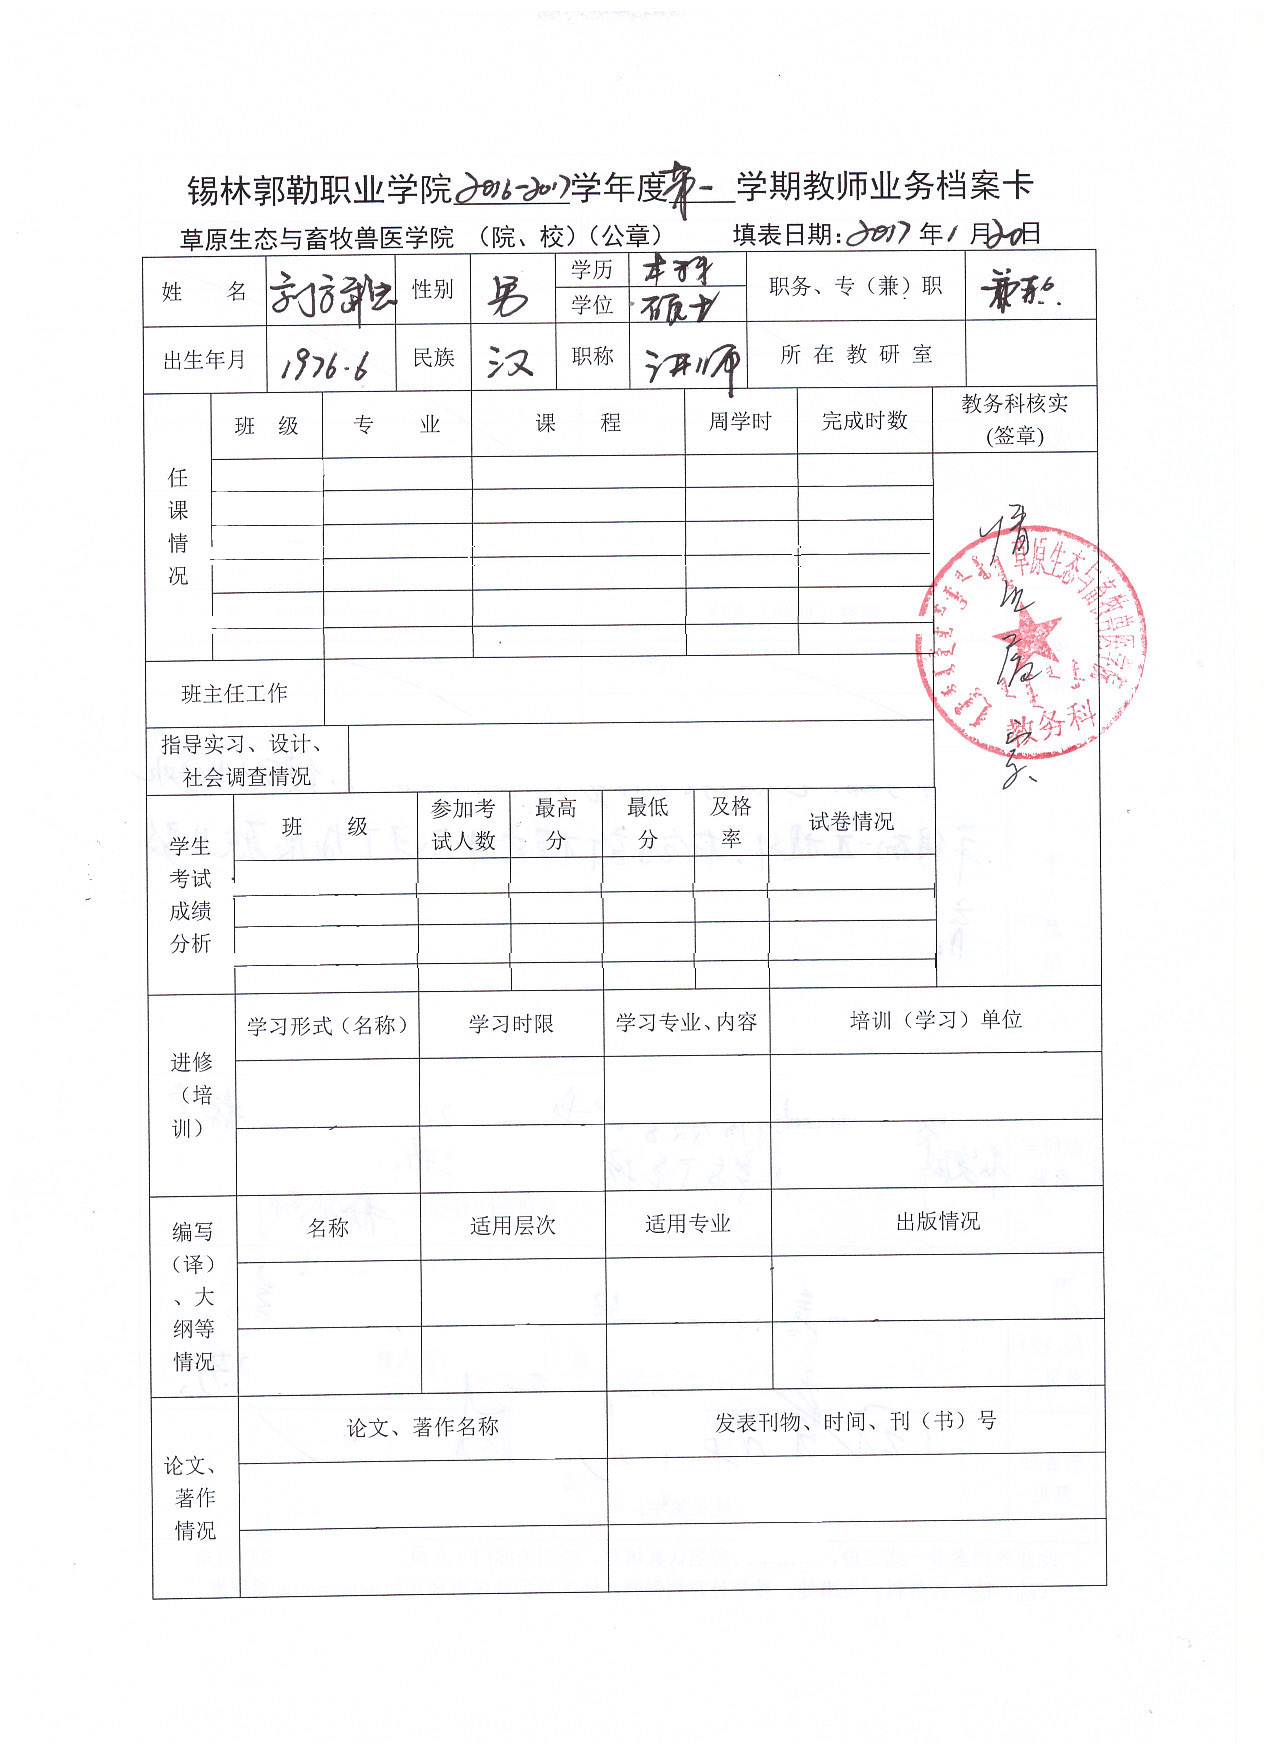 锡林郭勒职业学院2016-2017学年度第一学期教师业务档案卡
草原生态与畜牧兽医学院 （院、校）（公章） 填表日期：2017年1月20日
姓 名 性别 男 学历 本科 职务、专（兼）职 兼职
学位 硕士
出生年月 1976.6 民族 汉 职称 讲师 所在教研室
任课情况 班 级 专 业 课 程 周学时 完成时数 教务科核实
(签章)
情况属实
草原生态与畜牧兽医学院
教务科
班主任工作
指导实习、设计、
社会调查情况
学生
考试
成绩
分析
班 级 参加考
试人数 最高
分 最低
分 及格
率 试卷情况
进修
（培
训）
学习形式（名称） 学习时限 学习专业、内容 培训（学习）单位
编写
（译）
、大
纲等
情况
名称 适用层次 适用专业 出版情况
论文、
著作
情况
论文、著作名称 发表刊物、时间、刊（书）号